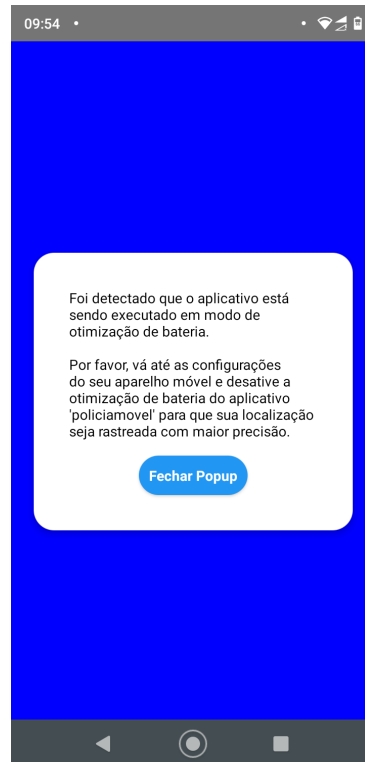 09:54
Foi detectado que o aplicativo está
sendo executado em modo de
otimização de bateria.
Por favor, vá até as configurações
do seu aparelho móvel e desative a
otimização de bateria do aplicativo
'policiamovel' para que sua localização
seja rastreada com maior precisão.
Fechar Popup